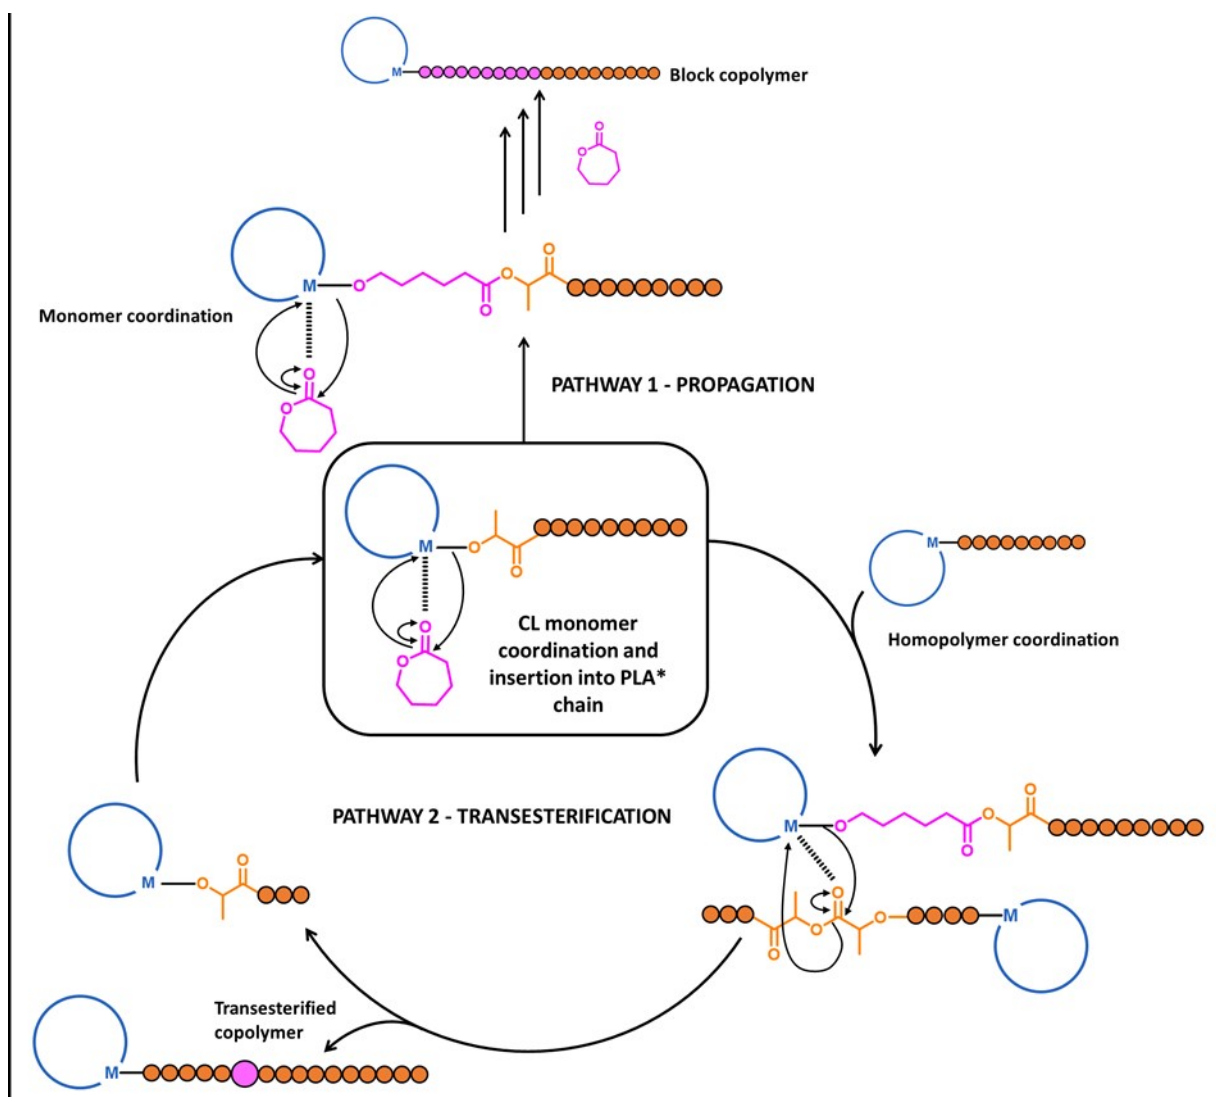 M
Block copolymer
O
O
O
O
M
O
O
O
Monomer coordination
O
O
PATHWAY 1 - PROPAGATION
M
O
O
M
O
O
CL monomer
coordination and
insertion into PLA*
chain
Homopolymer coordination
PATHWAY 2 - TRANSESTERIFICATION
O
M
O
O
O
O
M
O
O
O
O
M
O
O
Transesterified
copolymer
M